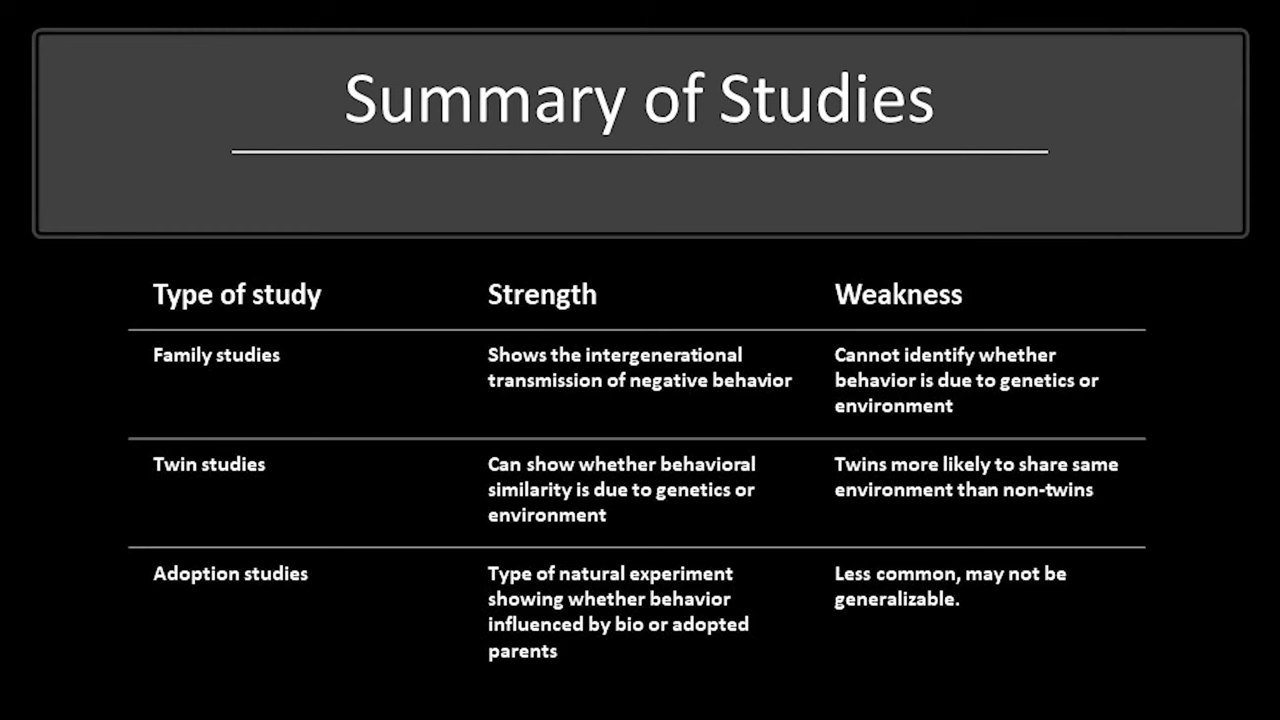 Summary of Studies
Type of study Strength Weakness
Family studies
Shows the intergenerational
transmission of negative behavior
Cannot identify whether
behavior is due to genetics or
environment
Twin studies
Can show whether behavioral
similarity is due to genetics or
environment
Twins more likely to share same
environment than non-twins
Adoption studies
Type of natural experiment
showing whether behavior
influenced by bio or adopted
parents
Less common, may not be
generalizable.